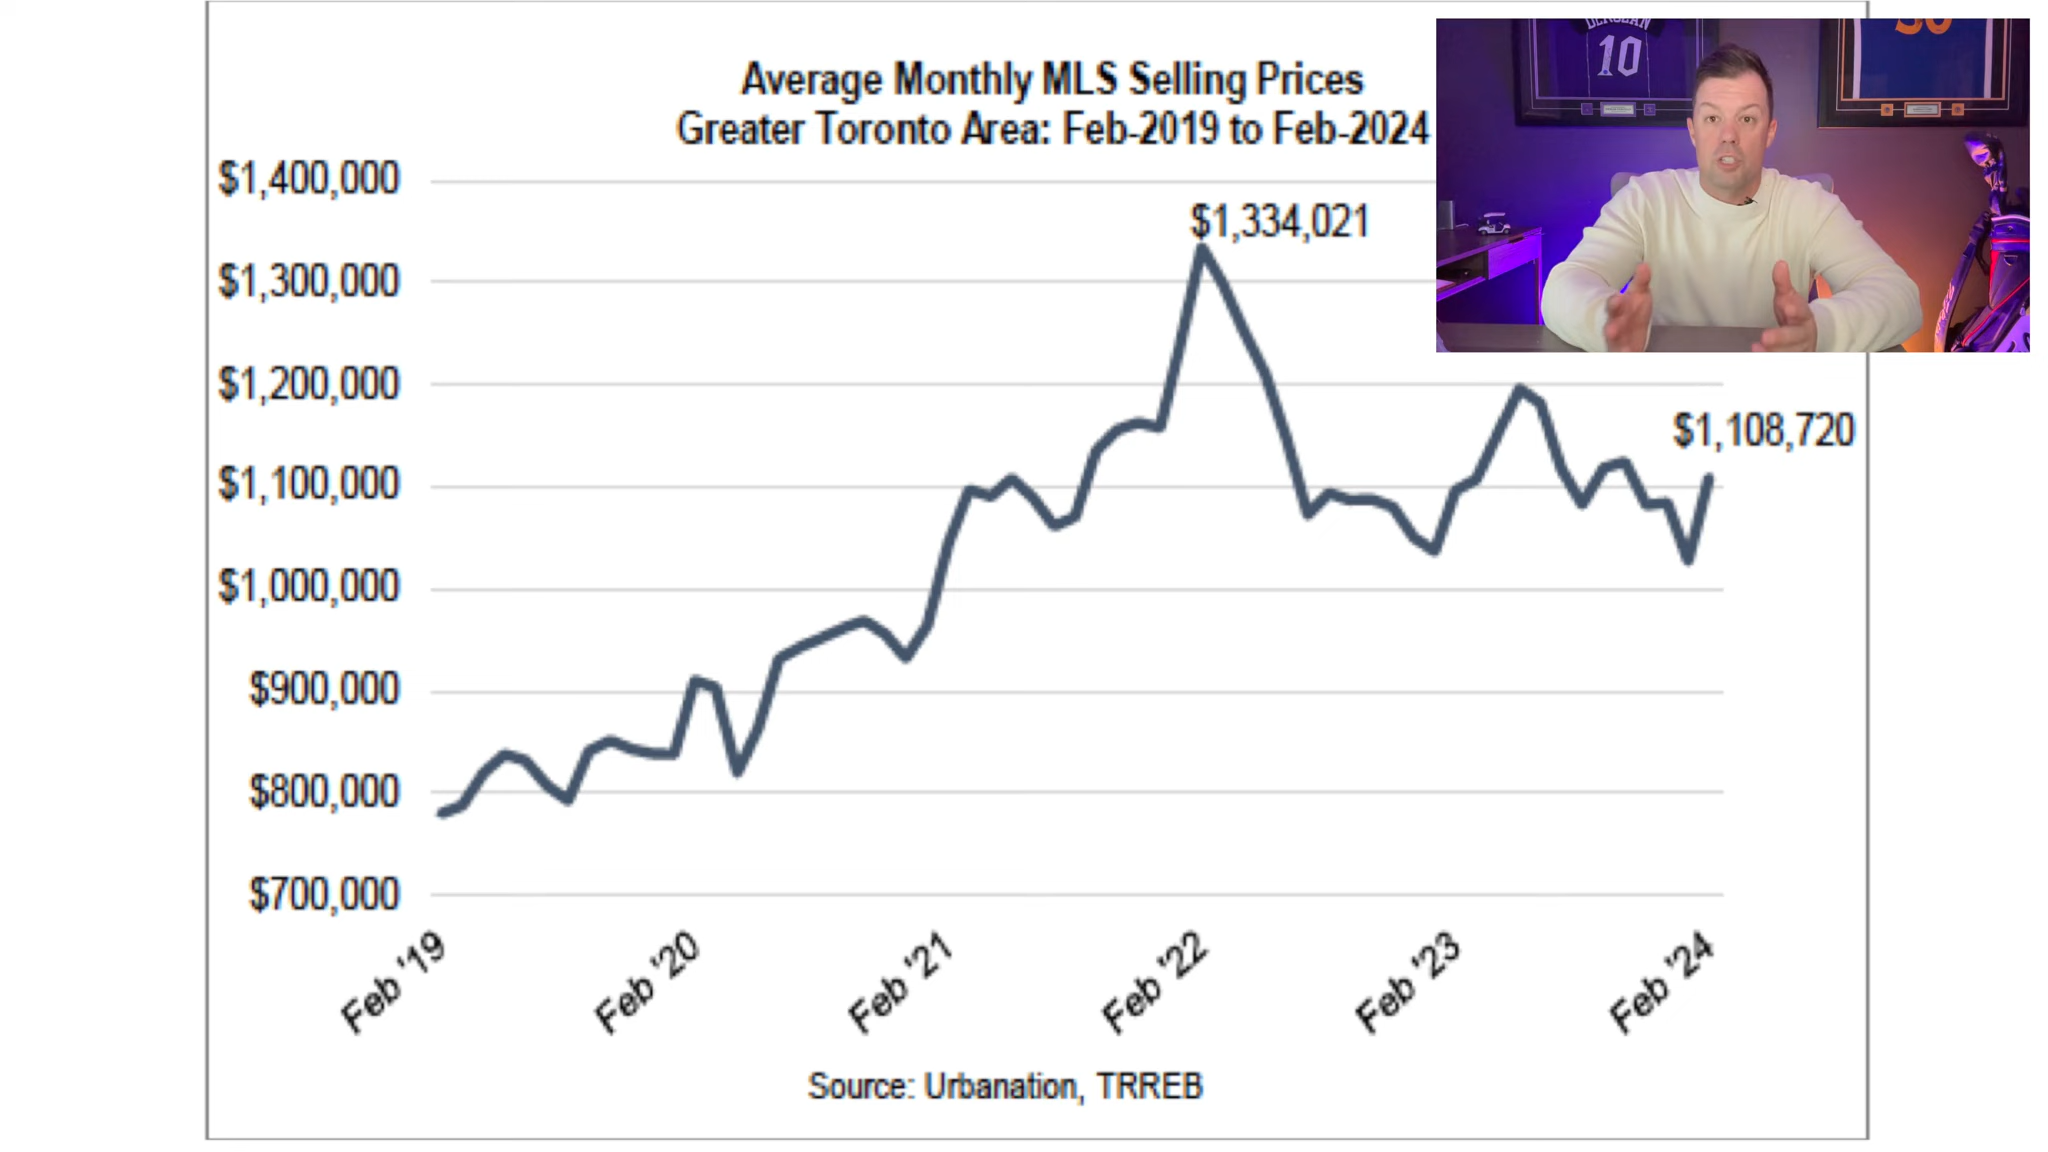 Average Monthly MLS Selling Prices
Greater Toronto Area: Feb-2019 to Feb-2024
10
$1,400,000
$1,334,021
$1,300,000
$1,200,000
$1,108,720
$1,100,000
$1,000,000
$900,000
$800,000
$700,000
Feb '19
Feb '20
Feb '21
Feb '22
Feb '23
Feb '24
Source: Urbanation, TRREB